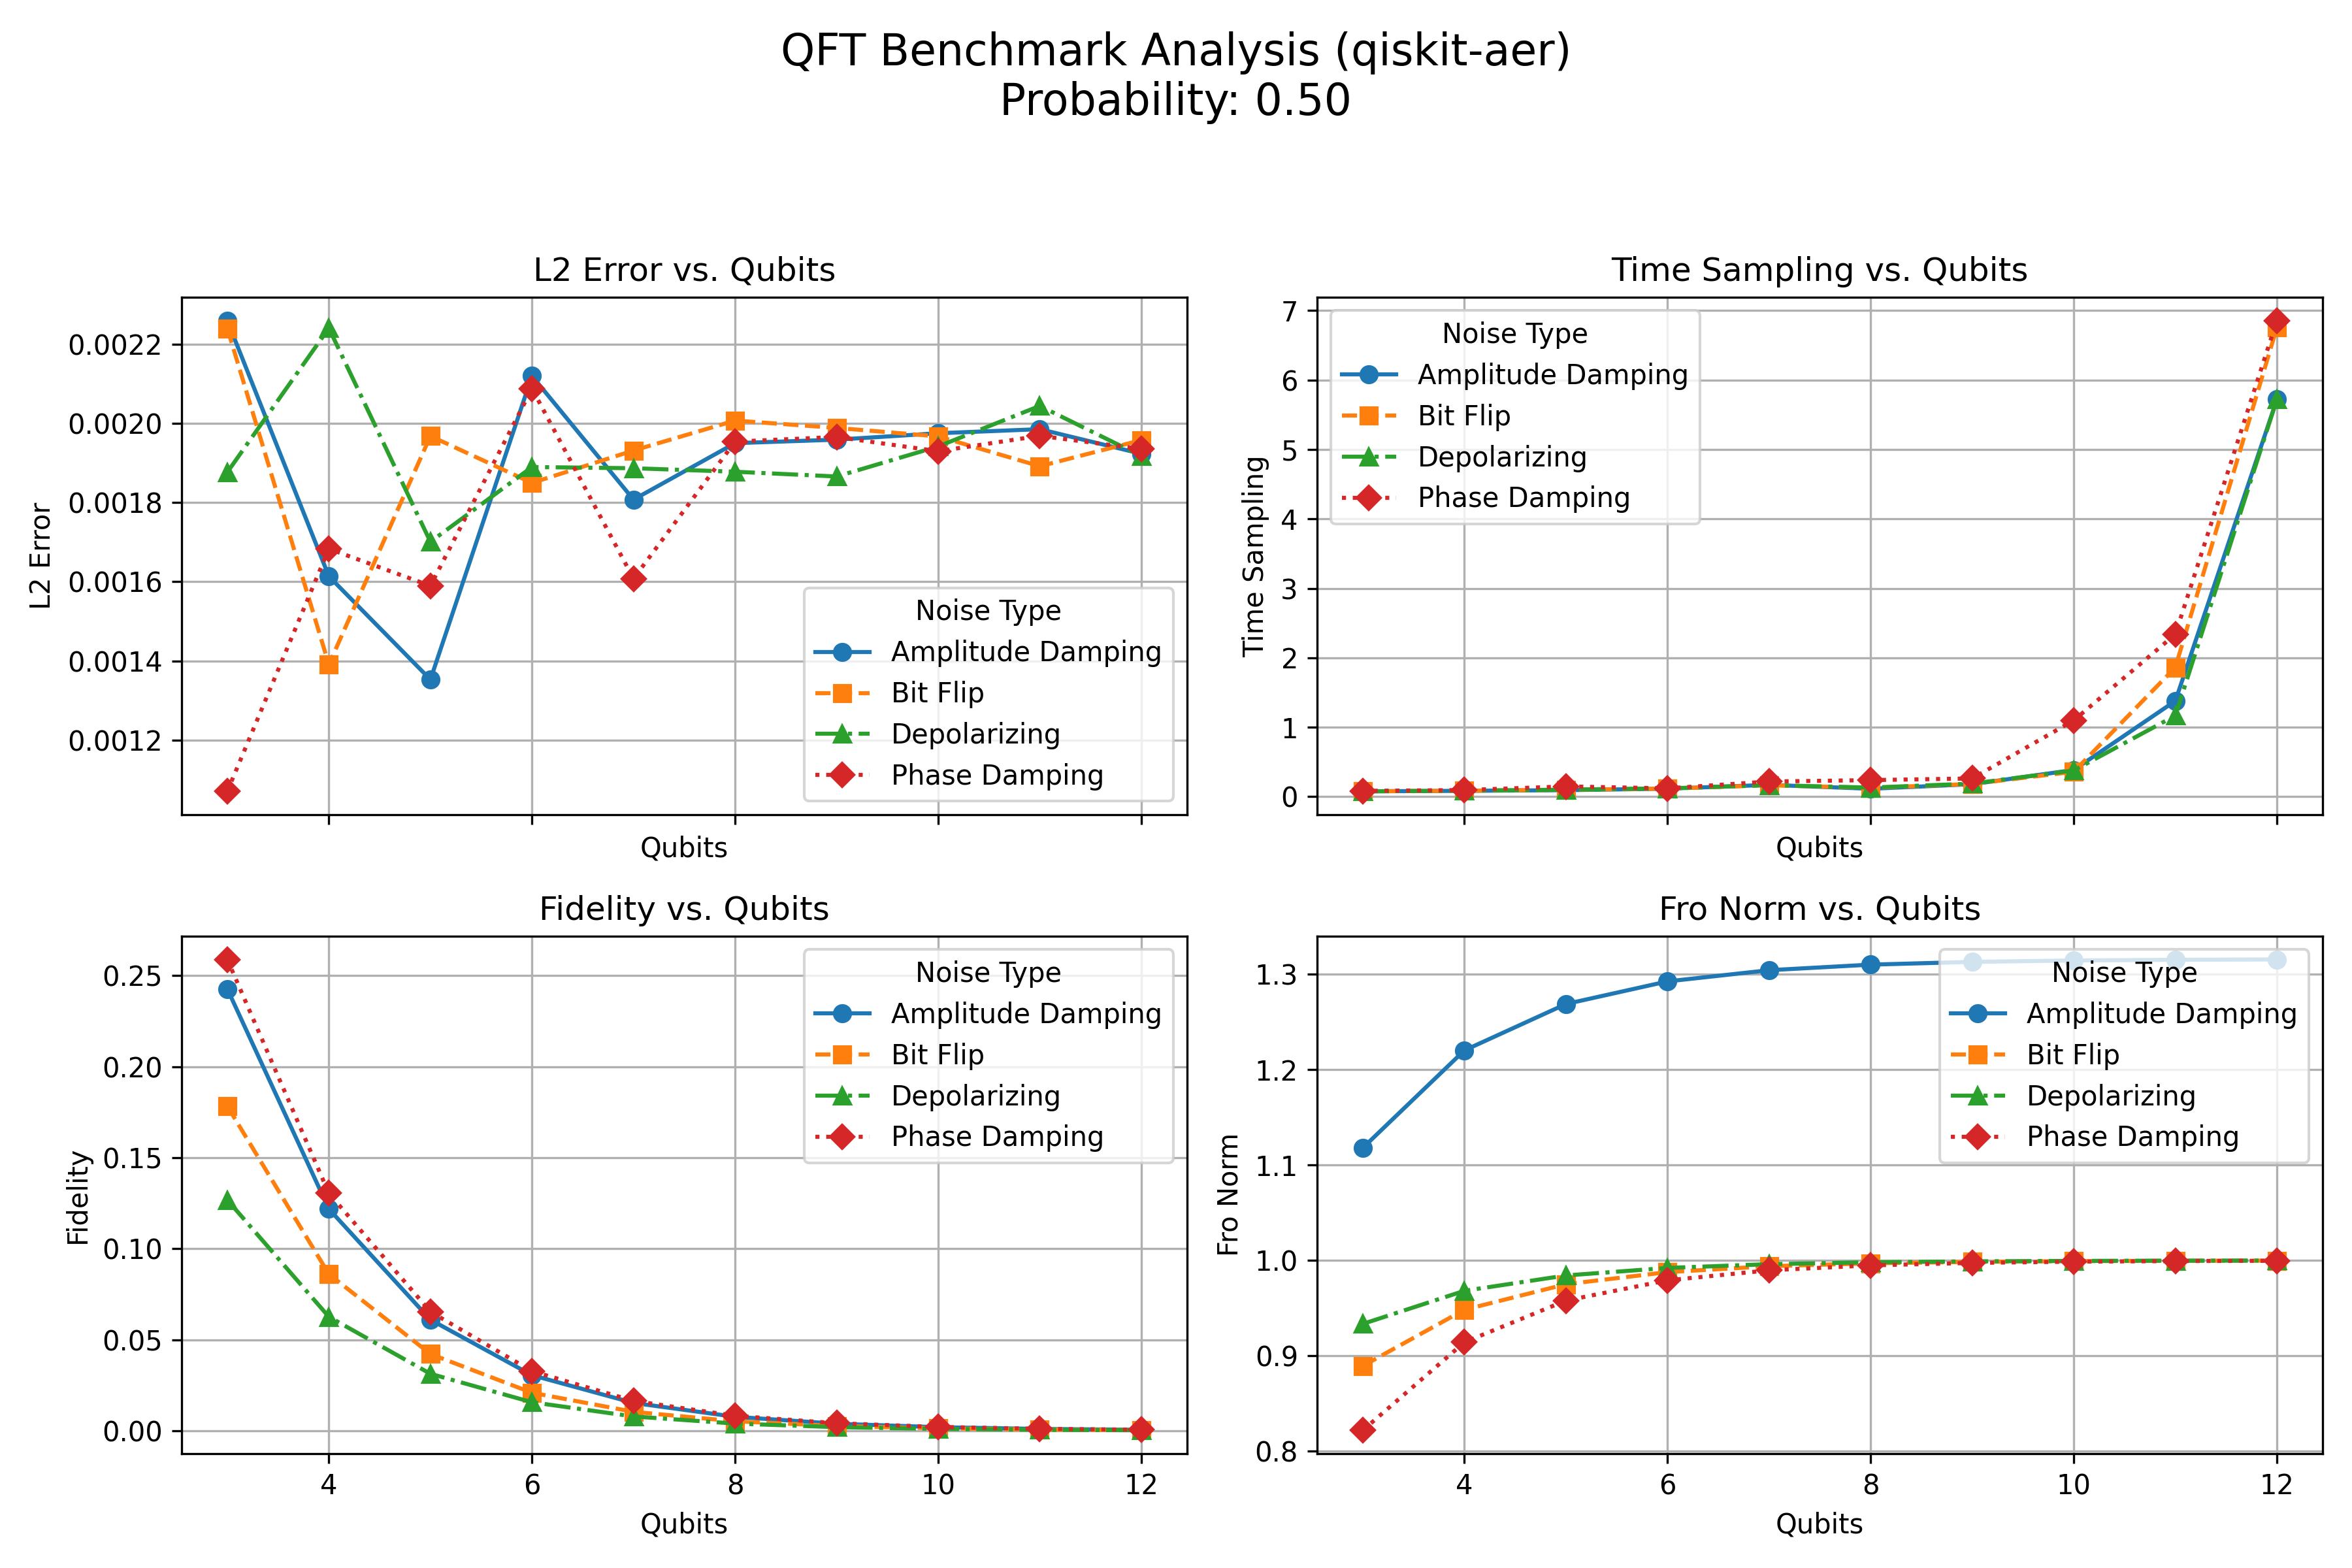 QFT Benchmark Analysis (qiskit-aer)
Probability: 0.50
L2 Error vs. Qubits
L2 Error
0.0022
0.0020
0.0018
0.0016
0.0014
0.0012
Noise Type
Amplitude Damping
Bit Flip
Depolarizing
Phase Damping
Qubits
Time Sampling vs. Qubits
Time Sampling
7
6
5
4
3
2
1
0
Noise Type
Amplitude Damping
Bit Flip
Depolarizing
Phase Damping
Qubits
Fidelity vs. Qubits
Fidelity
0.25
0.20
0.15
0.10
0.05
0.00
Noise Type
Amplitude Damping
Bit Flip
Depolarizing
Phase Damping
4 6 8 10 12
Qubits
Fro Norm vs. Qubits
Fro Norm
1.3
1.2
1.1
1.0
0.9
0.8
Noise Type
Amplitude Damping
Bit Flip
Depolarizing
Phase Damping
4 6 8 10 12
Qubits